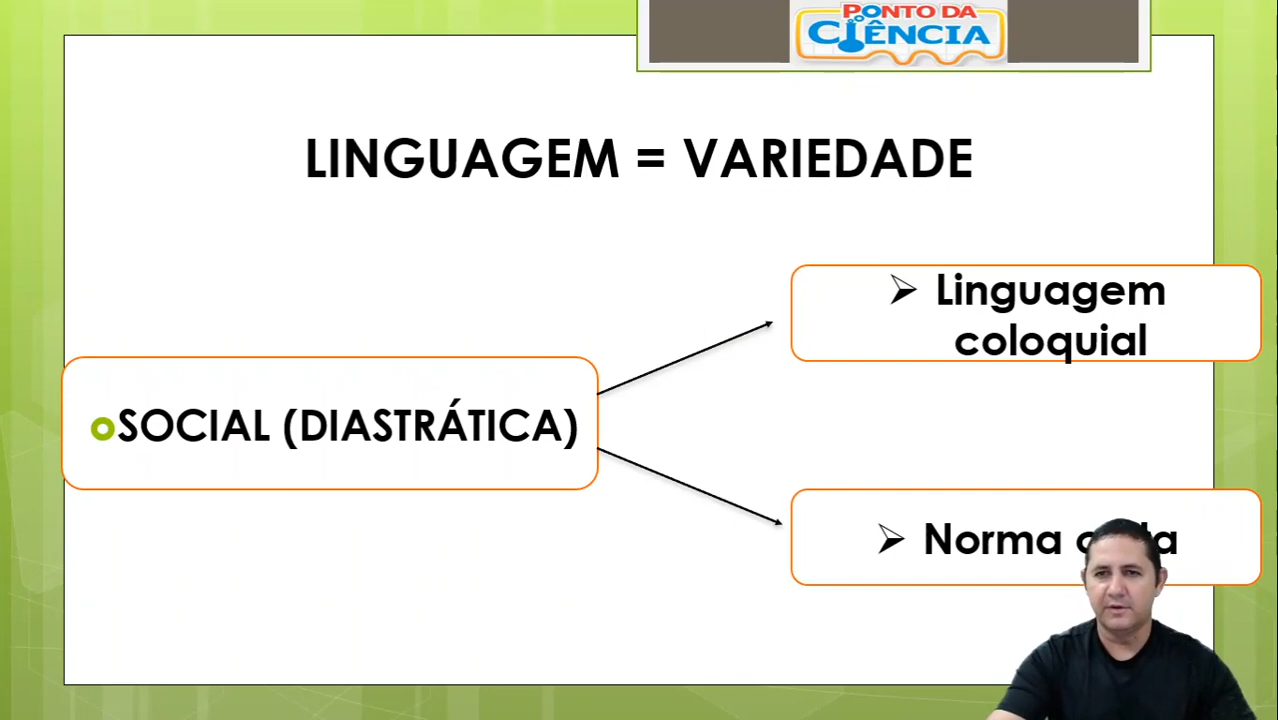 PONTO DA
CIÊNCIA
LINGUAGEM = VARIEDADE
Linguagem
coloquial
SOCIAL (DIASTRÁTICA)
Norma